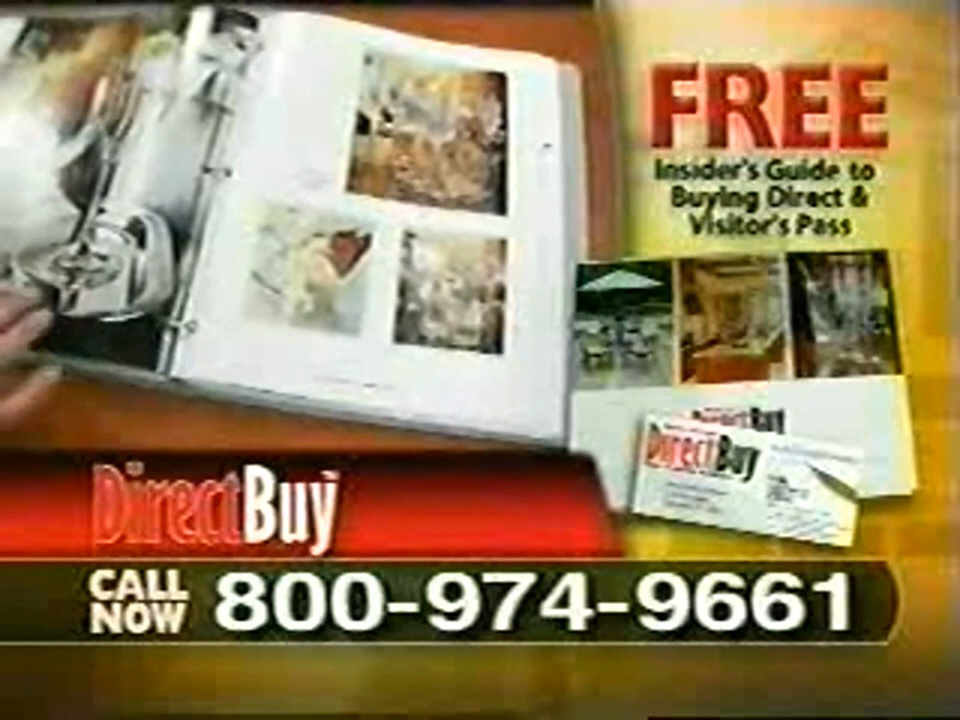 FREE
Insider's Guide to
Buying Direct &
Visitor's Pass
DirectBuy
DirectBuy
DirectBuy
CALL
NOW
800-974-9661